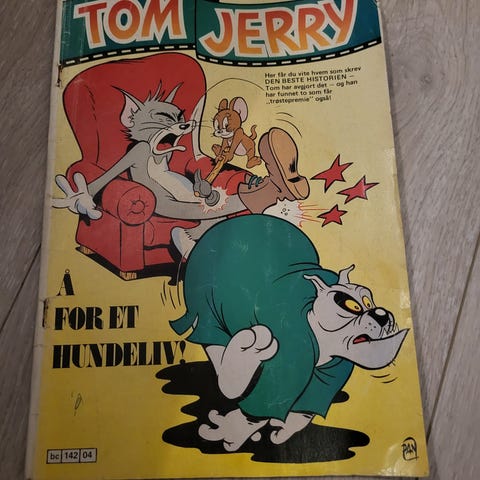 TOM JERRY
Her får du vite hvem som skrev
DEN BESTE HISTORIEN –
Tom har avgjort det – og han
har funnet to som får
„trøstepremie” også!
Å
FOR ET
HUNDELIV!
PAN
bc 142 04